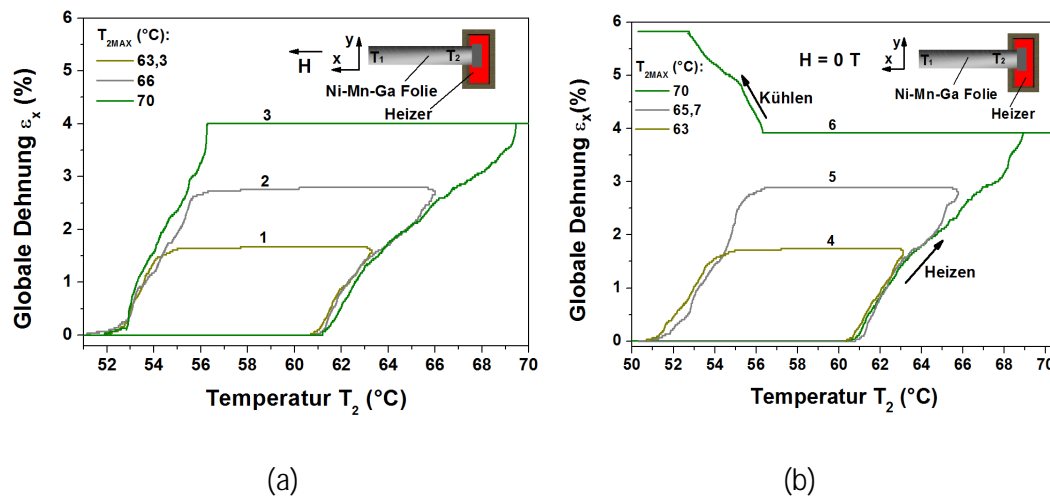 6
5
4
3
2
1
0
Globale Dehnung εx (%)
T2MAX (°C):
63,3
66
70
H
y
x
T1
T2
Ni-Mn-Ga Folie
Heizer
3
2
1
52 54 56 58 60 62 64 66 68 70
Temperatur T2 (°C)
(a)
6
5
4
3
2
1
0
Globale Dehnung εx(%)
T2MAX (°C):
70
65,7
63
Kühlen
H = 0 T
y
x
T1
T2
Ni-Mn-Ga Folie
Heizer
6
5
4
Heizen
50 52 54 56 58 60 62 64 66 68 70
Temperatur T2 (°C)
(b)